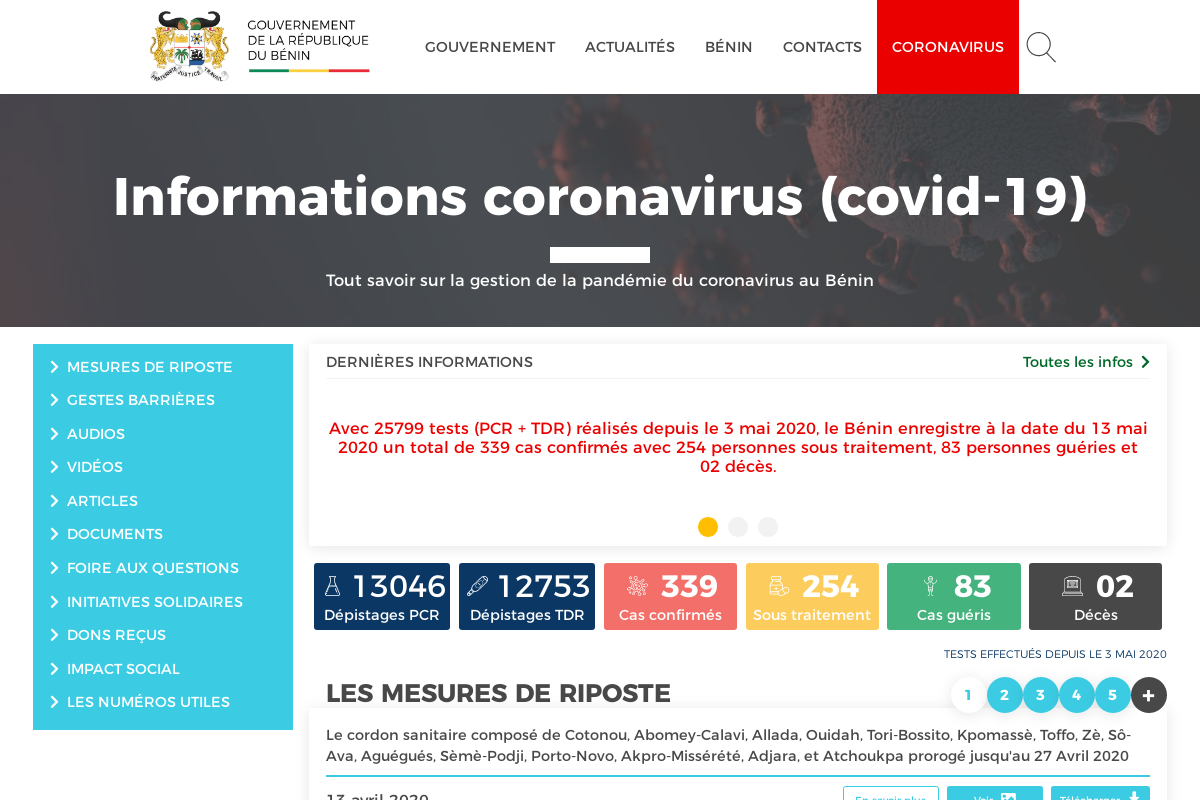 GOUVERNEMENT
DE LA RÉPUBLIQUE
DU BÉNIN
FRATERNITÉ JUSTICE TRAVAIL
GOUVERNEMENT
ACTUALITÉS
BÉNIN
CONTACTS
CORONAVIRUS
Informations coronavirus (covid-19)
Tout savoir sur la gestion de la pandémie du coronavirus au Bénin
MESURES DE RIPOSTE
GESTES BARRIÈRES
AUDIOS
VIDÉOS
ARTICLES
DOCUMENTS
FOIRE AUX QUESTIONS
INITIATIVES SOLIDAIRES
DONS REÇUS
IMPACT SOCIAL
LES NUMÉROS UTILES
DERNIÈRES INFORMATIONS
Toutes les infos
Avec 25799 tests (PCR + TDR) réalisés depuis le 3 mai 2020, le Bénin enregistre à la date du 13 mai
2020 un total de 339 cas confirmés avec 254 personnes sous traitement, 83 personnes guéries et
02 décès.
13046
Dépistages PCR
12753
Dépistages TDR
339
Cas confirmés
254
Sous traitement
83
Cas guéris
02
Décès
TESTS EFFECTUÉS DEPUIS LE 3 MAI 2020
LES MESURES DE RIPOSTE
1 2 3 4 5 +
Le cordon sanitaire composé de Cotonou, Abomey-Calavi, Allada, Ouidah, Tori-Bossito, Kpomassè, Toffo, Zè, Sô-
Ava, Aguégués, Sèmè-Podji, Porto-Novo, Akpro-Missérété, Adjara, et Atchoukpa prorogé jusqu'au 27 Avril 2020
13 avril 2020
En savoir plus
Voir
Télécharger